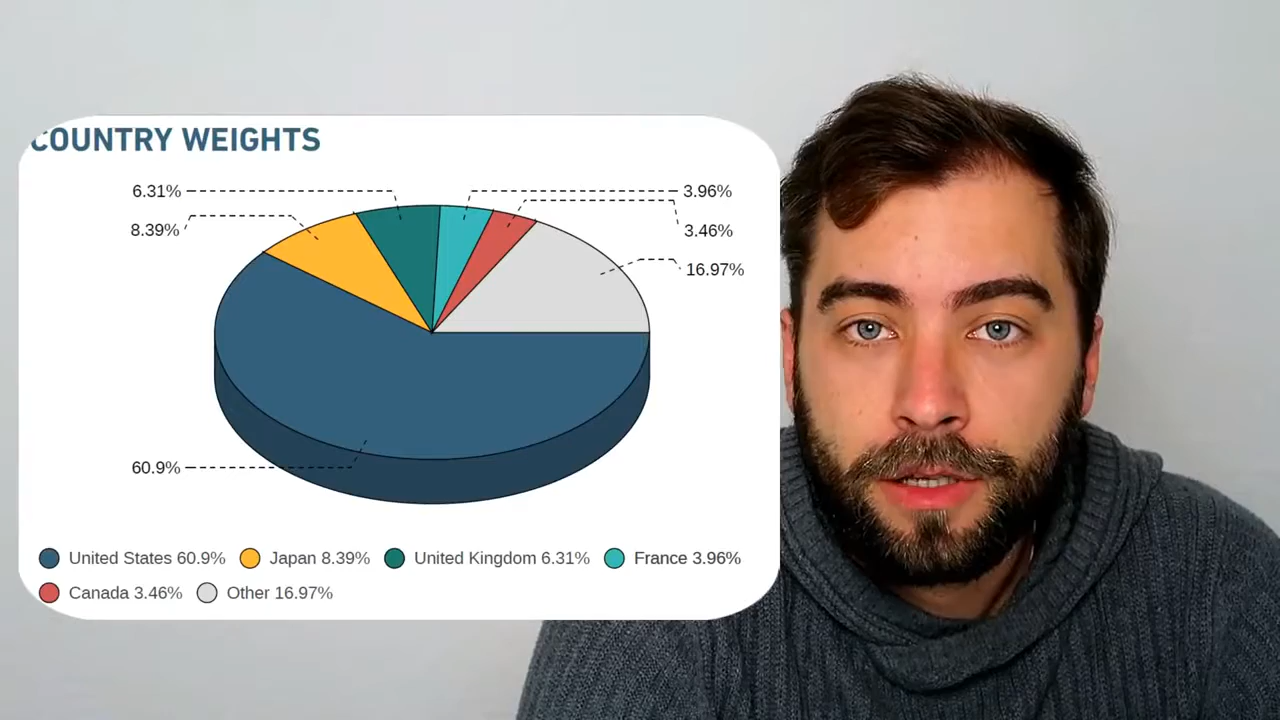 COUNTRY WEIGHTS
6.31%
3.96%
8.39%
3.46%
16.97%
60.9%
United States 60.9% Japan 8.39% United Kingdom 6.31% France 3.96%
Canada 3.46% Other 16.97%